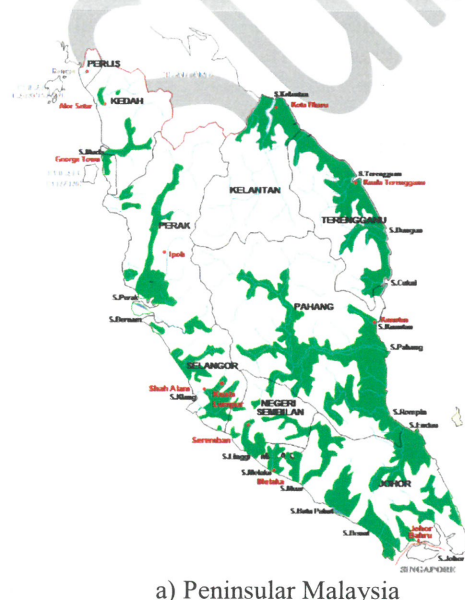 PERLIS
Alor Setar
KEDAH
S.Kelantan
Kota Bharu
S.Muda
George Town
KELANTAN
S.Terengganu
Kuala Terengganu
TERENGGANU
PERAK
S.Dungun
Ipoh
S.Cukai
PAHANG
S.Perak
Kuantan
S.Kuantan
S.Bernam
S.Pahang
SELANGOR
Shah Alam
S.Klang
Kuala Lumpur
NEGERI SEMBILAN
S.Rompin
S.Endau
Seremban
S.Linggi
S.Melaka
Melaka
S.Muar
JOHOR
S.Batu Pahat
S.Benut
Johor Bahru
S.Johor
SINGAPORE
a) Peninsular Malaysia